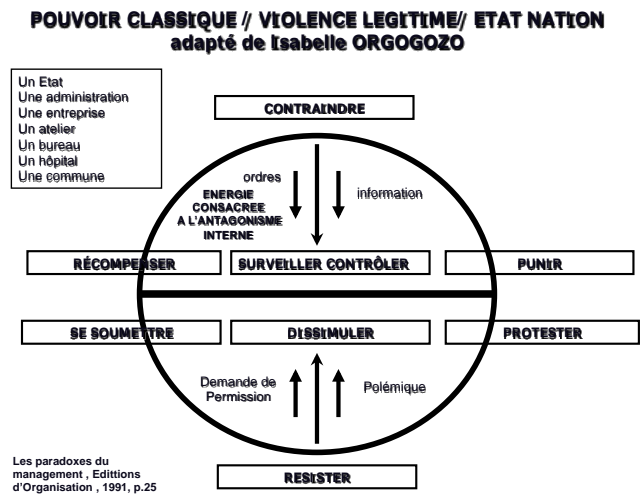 POUVOIR CLASSIQUE // VIOLENCE LEGITIME// ETAT NATION
adapté de Isabelle ORGOGOZO
Un Etat
Une administration
Une entreprise
Un atelier
Un bureau
Un hôpital
Une commune
CONTRAINDRE
ordres
information
ENERGIE
CONSACREE
A L'ANTAGONISME
INTERNE
RÉCOMPENSER
SURVEILLER CONTRÔLER
PUNIR
SE SOUMETTRE
DISSIMULER
PROTESTER
Demande de
Permission
Polémique
Les paradoxes du
management , Edittions
d'Organisation , 1991, p.25
RESISTER